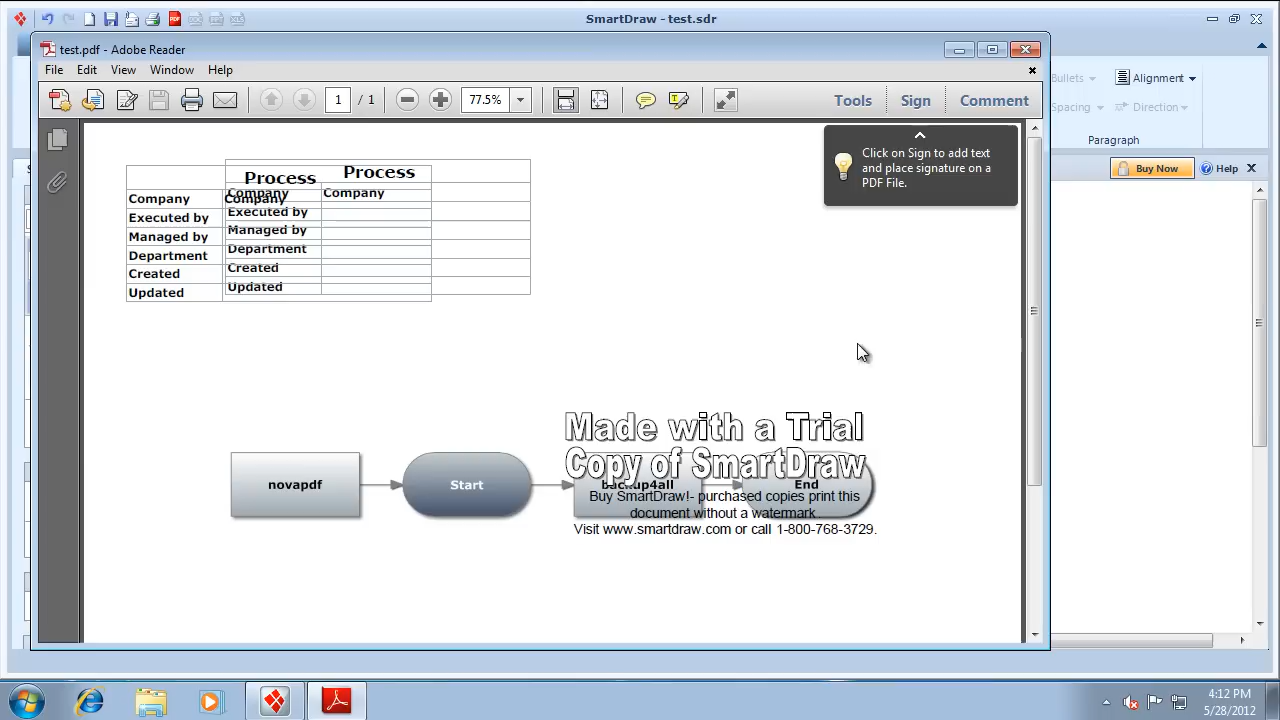 SmartDraw - test.sdr
test.pdf - Adobe Reader
File Edit View Window Help
1 / 1 77.5% Tools Sign Comment
Bullets Alignment
Spacing Direction
Paragraph
Buy Now Help
Click on Sign to add text
and place signature on a
PDF File.
Process
Company Company
Executed by
Managed by
Department
Created
Updated
Process
Company Company
Executed by
Managed by
Department
Created
Updated
Made with a Trial
Copy of SmartDraw
novapdf Start backup4all End
Buy SmartDraw!- purchased copies print this
document without a watermark .
Visit www.smartdraw.com or call 1-800-768-3729.
4:12 PM
5/28/2012